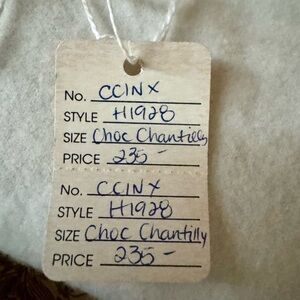 No. CCINX
STYLE H1928
SIZE Choc Chantilly
PRICE 235-
No. CCINX
STYLE H1928
SIZE Choc Chantilly
PRICE 235-